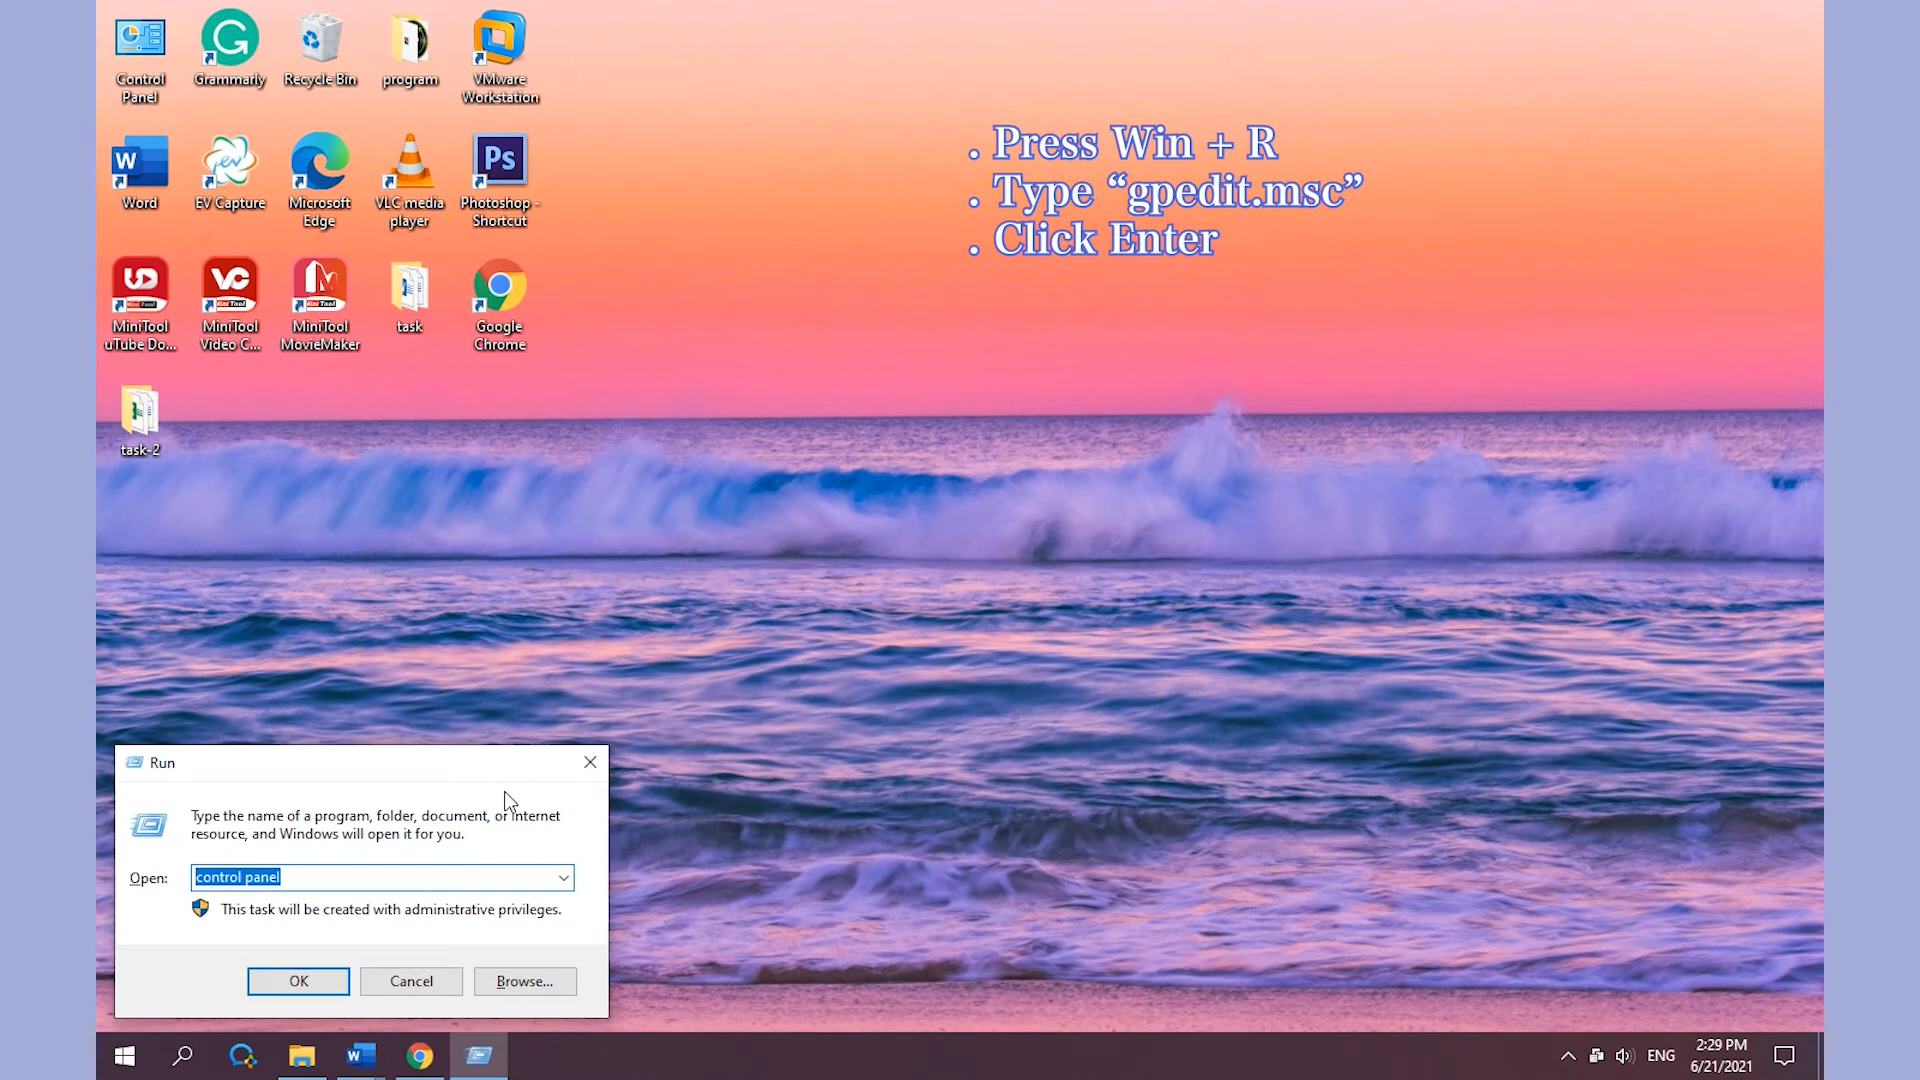 Control Panel
Grammarly
Recycle Bin
program
VMware Workstation
Word
EV Capture
Microsoft Edge
VLC media player
Ps
Photoshop - Shortcut
MiniTool uTube Do...
MiniTool Video C...
MiniTool MovieMaker
task
Google Chrome
task-2
. Press Win + R
. Type “gpedit.msc”
. Click Enter
Run
Type the name of a program, folder, document, or internet
resource, and Windows will open it for you.
Open:
control panel
This task will be created with administrative privileges.
OK
Cancel
Browse...
ENG
2:29 PM
6/21/2021